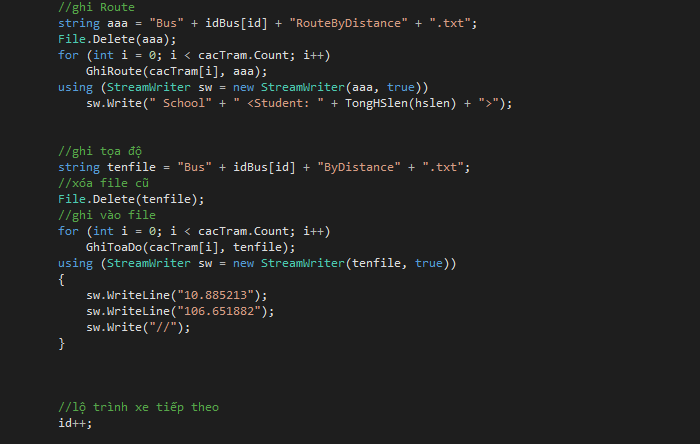 //ghi Route
string aaa = "Bus" + idBus[id] + "RouteByDistance" + ".txt";
File.Delete(aaa);
for (int i = 0; i < cacTram.Count; i++)
GhiRoute(cacTram[i], aaa);
using (StreamWriter sw = new StreamWriter(aaa, true))
sw.Write(" School" + " <Student: " + TongHSlen(hslen) + ">");
//ghi tọa độ
string tenfile = "Bus" + idBus[id] + "ByDistance" + ".txt";
//xóa file cũ
File.Delete(tenfile);
//ghi vào file
for (int i = 0; i < cacTram.Count; i++)
GhiToaDo(cacTram[i], tenfile);
using (StreamWriter sw = new StreamWriter(tenfile, true))
{
sw.WriteLine("10.885213");
sw.WriteLine("106.651882");
sw.Write("//");
}
//lộ trình xe tiếp theo
id++;